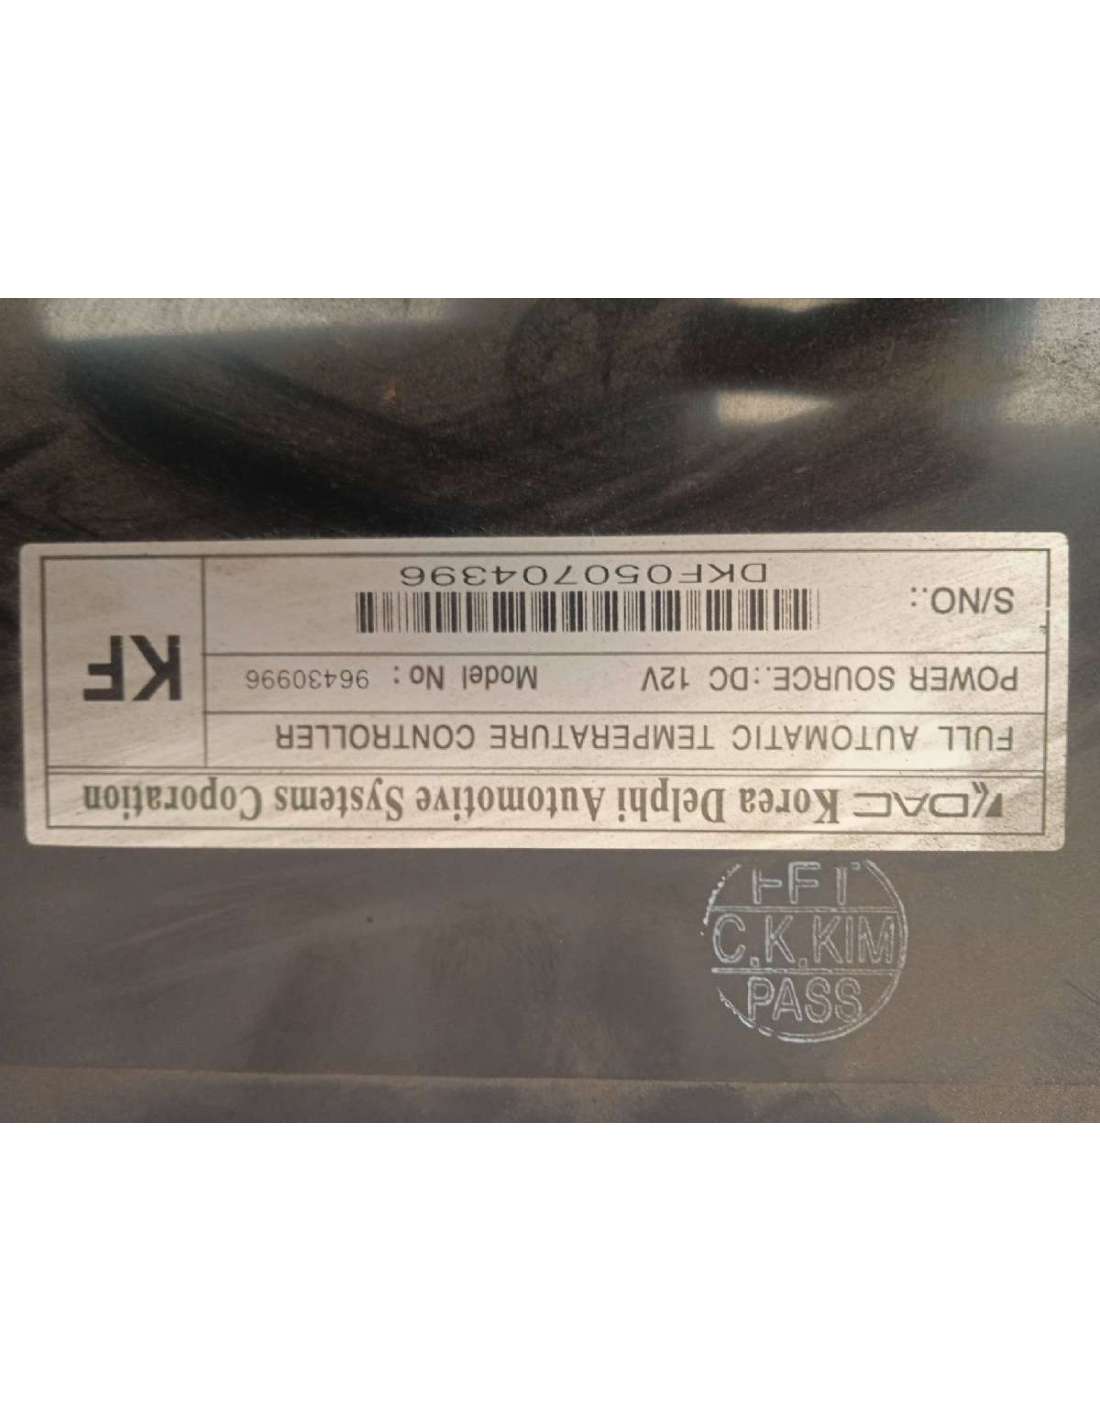 KDAC Korea Delphi Automotive Systems Coporation
FULL AUTOMATIC TEMPERATURE CONTROLLER
POWER SOURCE:.DC 12V Model No: 96430996
KF
S/NO.:
DKF050704396
C.K.KIM
PASS